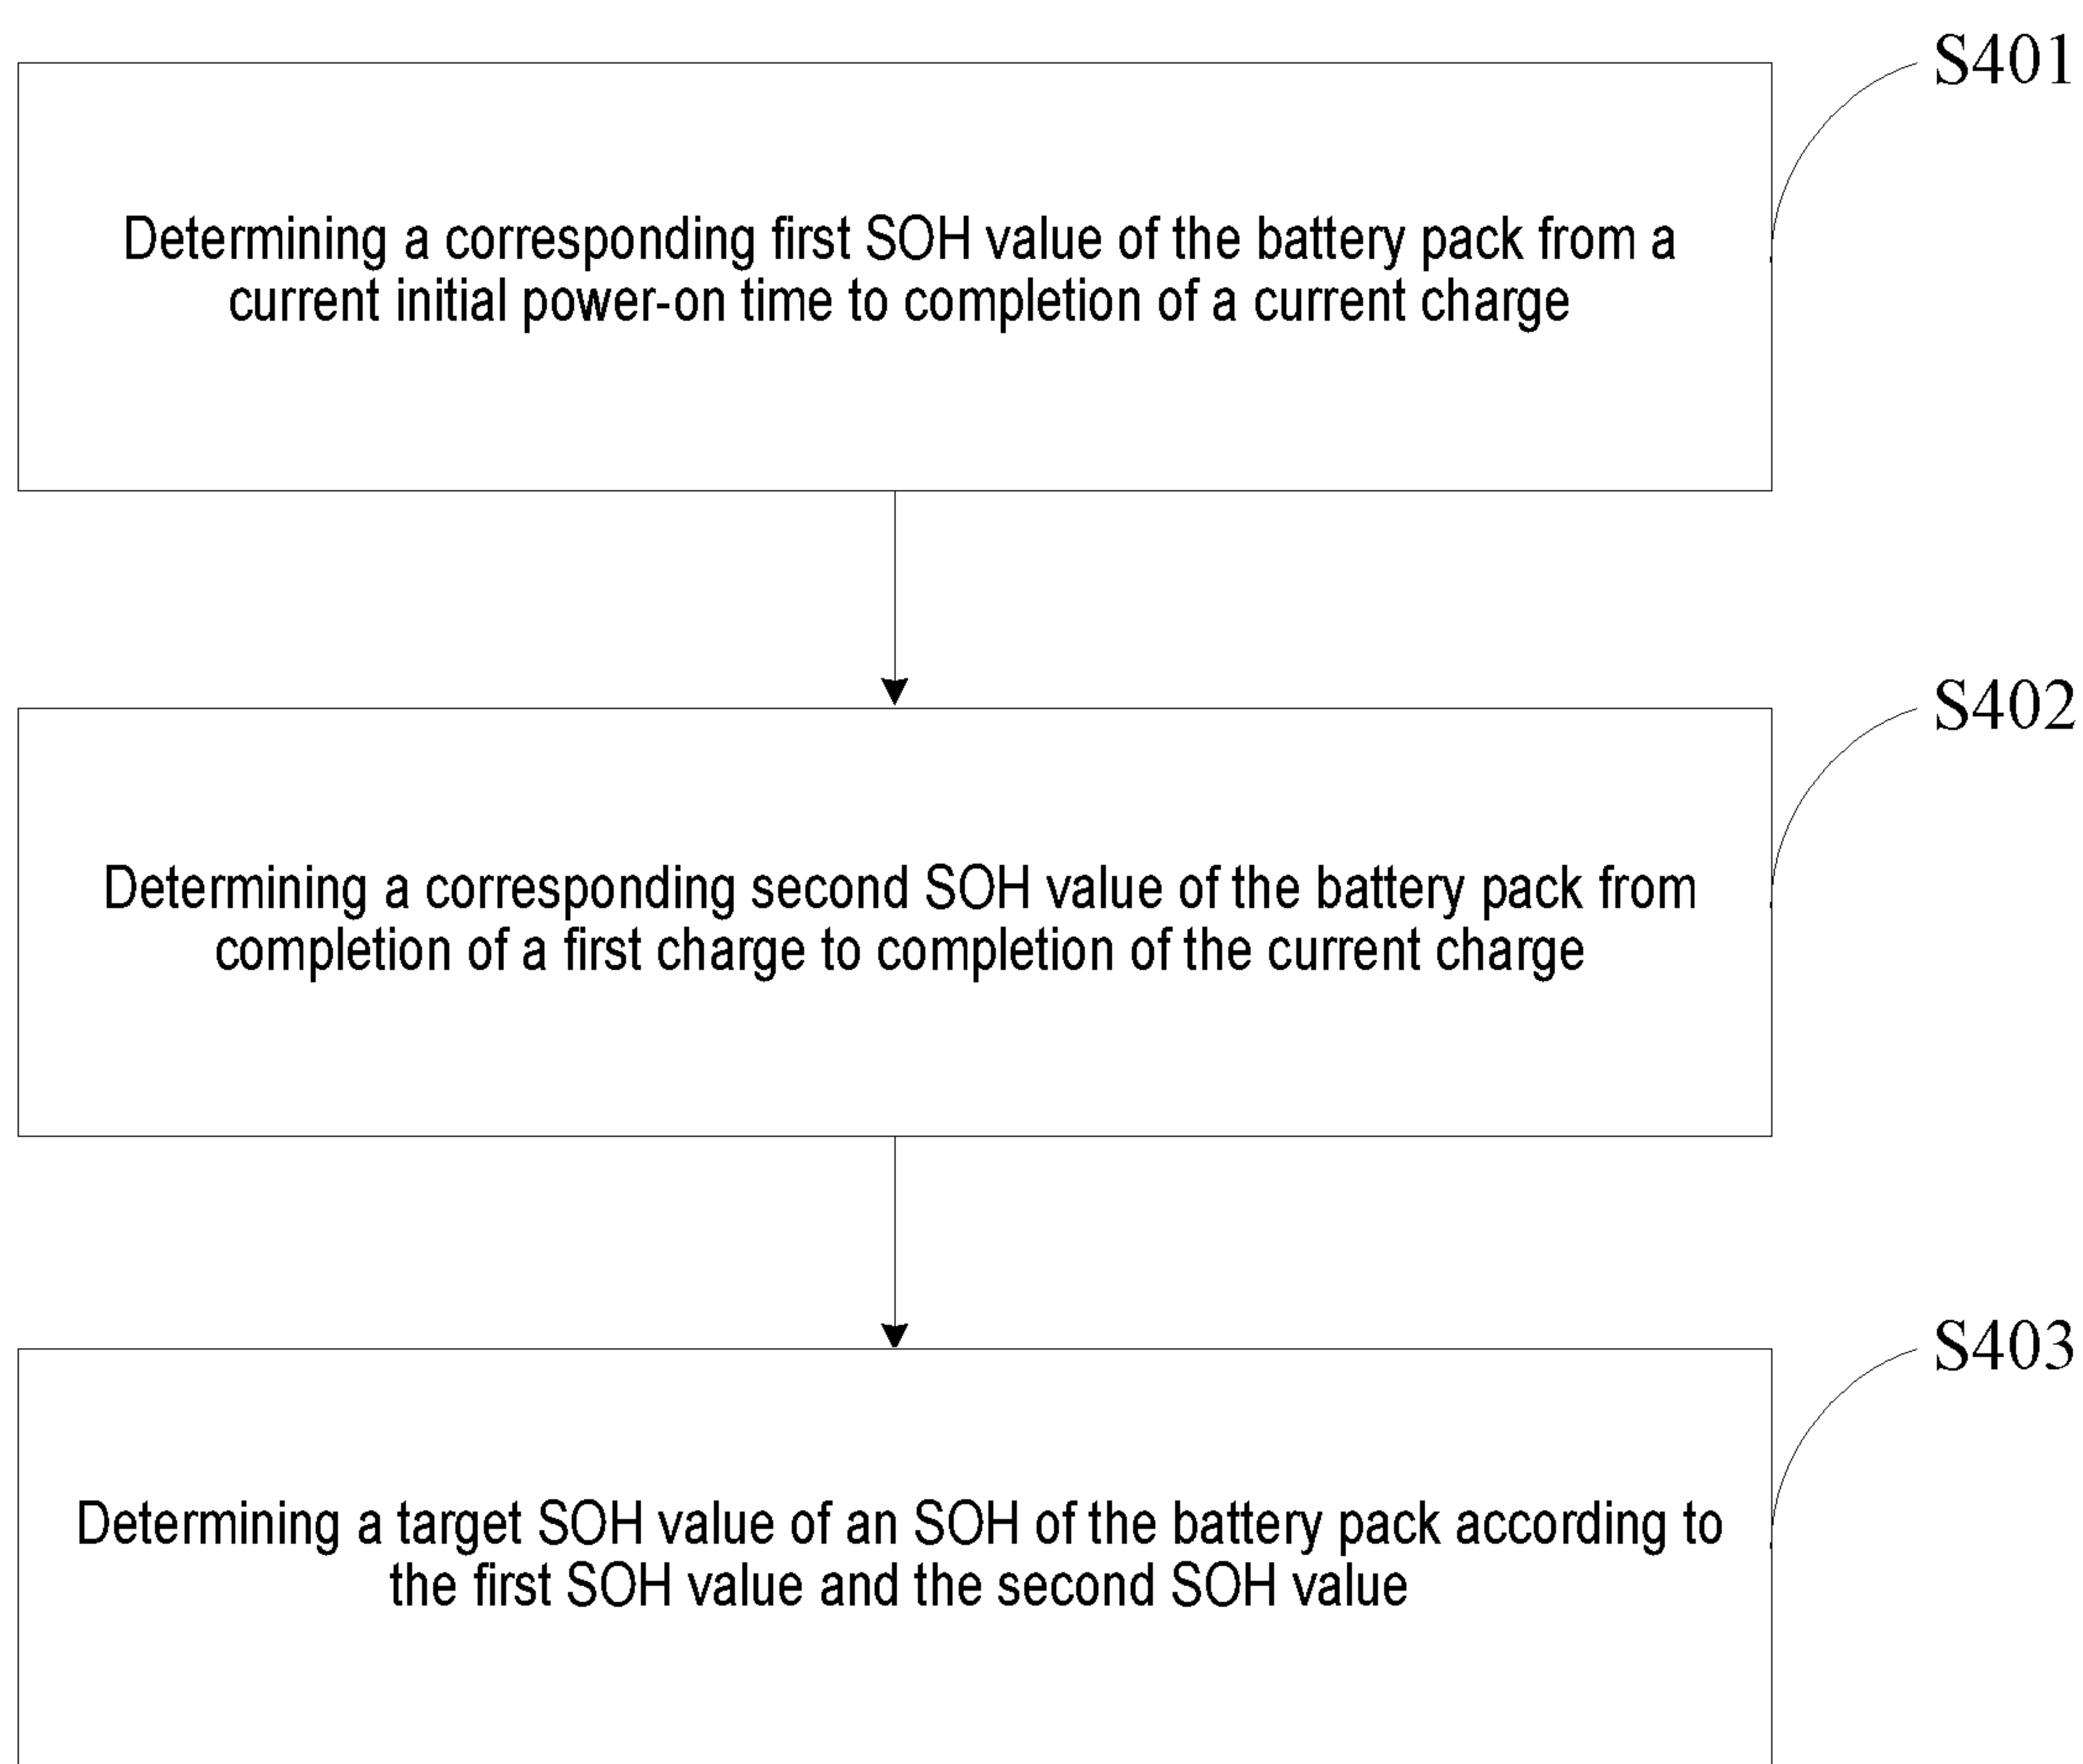 S401
Determining a corresponding first SOH value of the battery pack from a
current initial power-on time to completion of a current charge
S402
Determining a corresponding second SOH value of the battery pack from
completion of a first charge to completion of the current charge
S403
Determining a target SOH value of an SOH of the battery pack according to
the first SOH value and the second SOH value